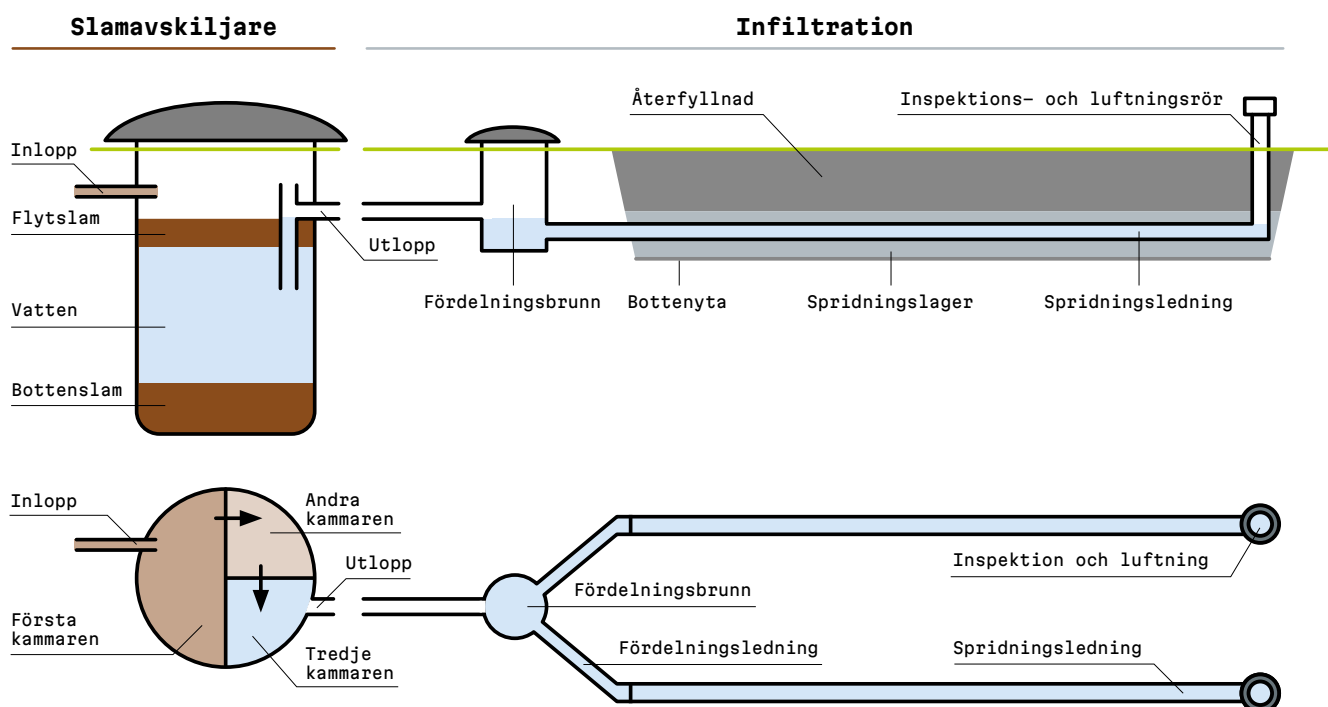 Slamavskiljare
Infiltration
Återfyllnad
Inspektions- och luftningsrör
Inlopp
Flytslam
Utlopp
Fördelningsbrunn
Bottenyta
Spridningslager
Spridningsledning
Vatten
Bottenslam
Inlopp
Andra
kammaren
Utlopp
Inspektion och luftning
Fördelningsbrunn
Första
kammaren
Tredje
kammaren
Fördelningsledning
Spridningsledning